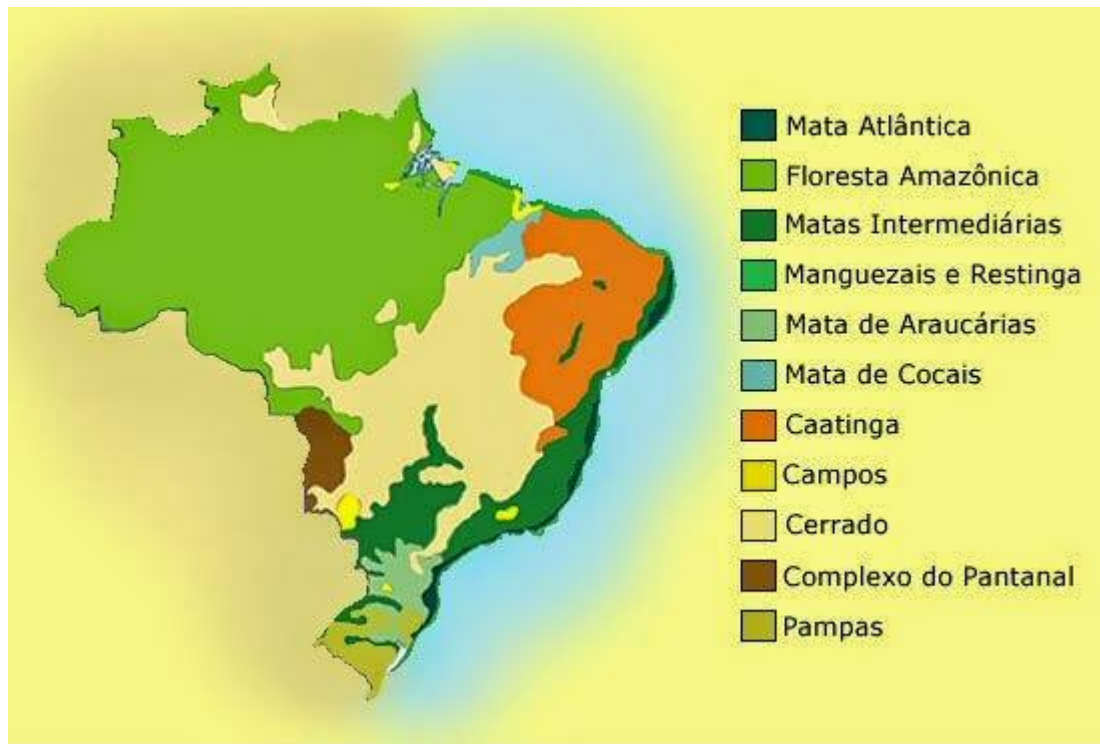 Mata Atlântica
Floresta Amazônica
Matas Intermediárias
Manguezais e Restinga
Mata de Araucárias
Mata de Cocais
Caatinga
Campos
Cerrado
Complexo do Pantanal
Pampas